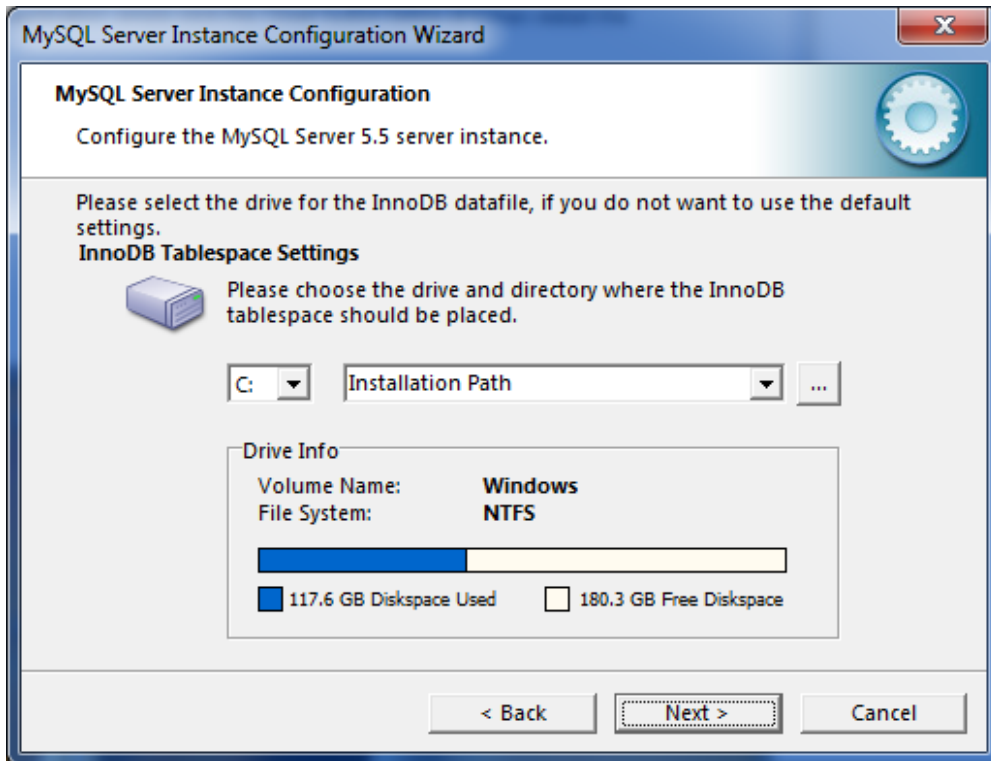 MySQL Server Instance Configuration Wizard
MySQL Server Instance Configuration
Configure the MySQL Server 5.5 server instance.
Please select the drive for the InnoDB datafile, if you do not want to use the default
settings.
InnoDB Tablespace Settings
Please choose the drive and directory where the InnoDB
tablespace should be placed.
C: Installation Path ...
Drive Info
Volume Name: Windows
File System: NTFS
117.6 GB Diskspace Used 180.3 GB Free Diskspace
< Back Next > Cancel